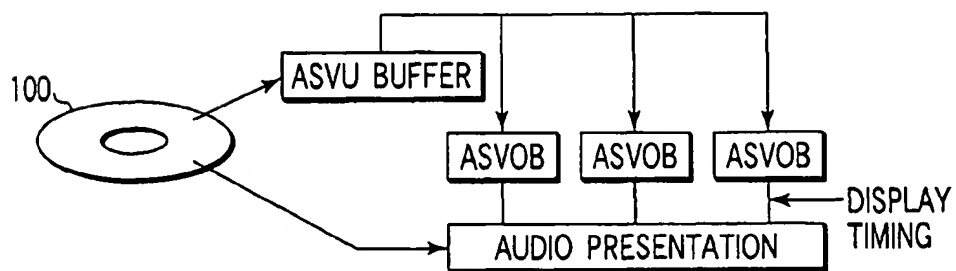 100
ASVU BUFFER
ASVOB ASVOB ASVOB
DISPLAY
TIMING
AUDIO PRESENTATION